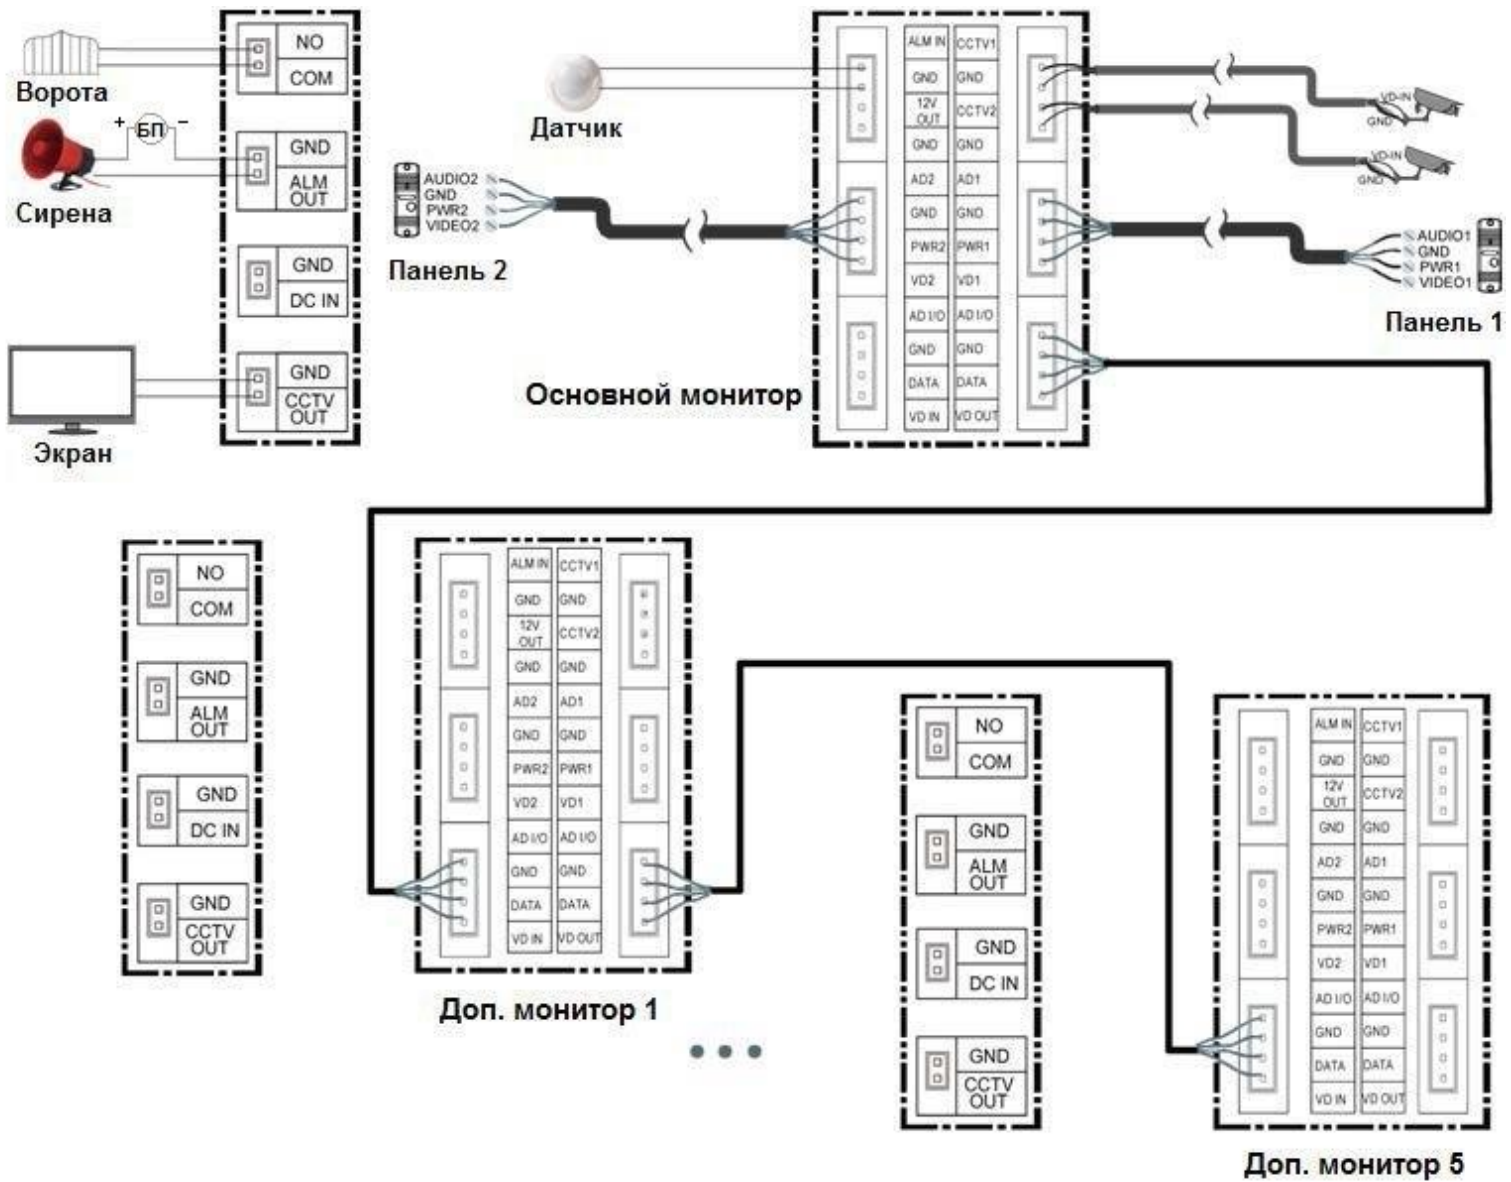 Ворота
+ БП −
Сирена
Экран
NO
COM
GND
ALM
OUT
GND
DC IN
GND
CCTV
OUT
Датчик
AUDIO2
GND
PWR2
VIDEO2
Панель 2
Основной монитор
ALM IN CCTV1
GND GND
12V
OUT CCTV2
GND GND
AD2 AD1
GND GND
PWR2 PWR1
VD2 VD1
AD I/O AD I/O
GND GND
DATA DATA
VD IN VD OUT
VD-IN
GND
VD-IN
GND
AUDIO1
GND
PWR1
VIDEO1
Панель 1
NO
COM
GND
ALM
OUT
GND
DC IN
GND
CCTV
OUT
ALM IN CCTV1
GND GND
12V
OUT CCTV2
GND GND
AD2 AD1
GND GND
PWR2 PWR1
VD2 VD1
AD I/O AD I/O
GND GND
DATA DATA
VD IN VD OUT
Доп. монитор 1
NO
COM
GND
ALM
OUT
GND
DC IN
GND
CCTV
OUT
ALM IN CCTV1
GND GND
12V
OUT CCTV2
GND GND
AD2 AD1
GND GND
PWR2 PWR1
VD2 VD1
AD I/O AD I/O
GND GND
DATA DATA
VD IN VD OUT
Доп. монитор 5